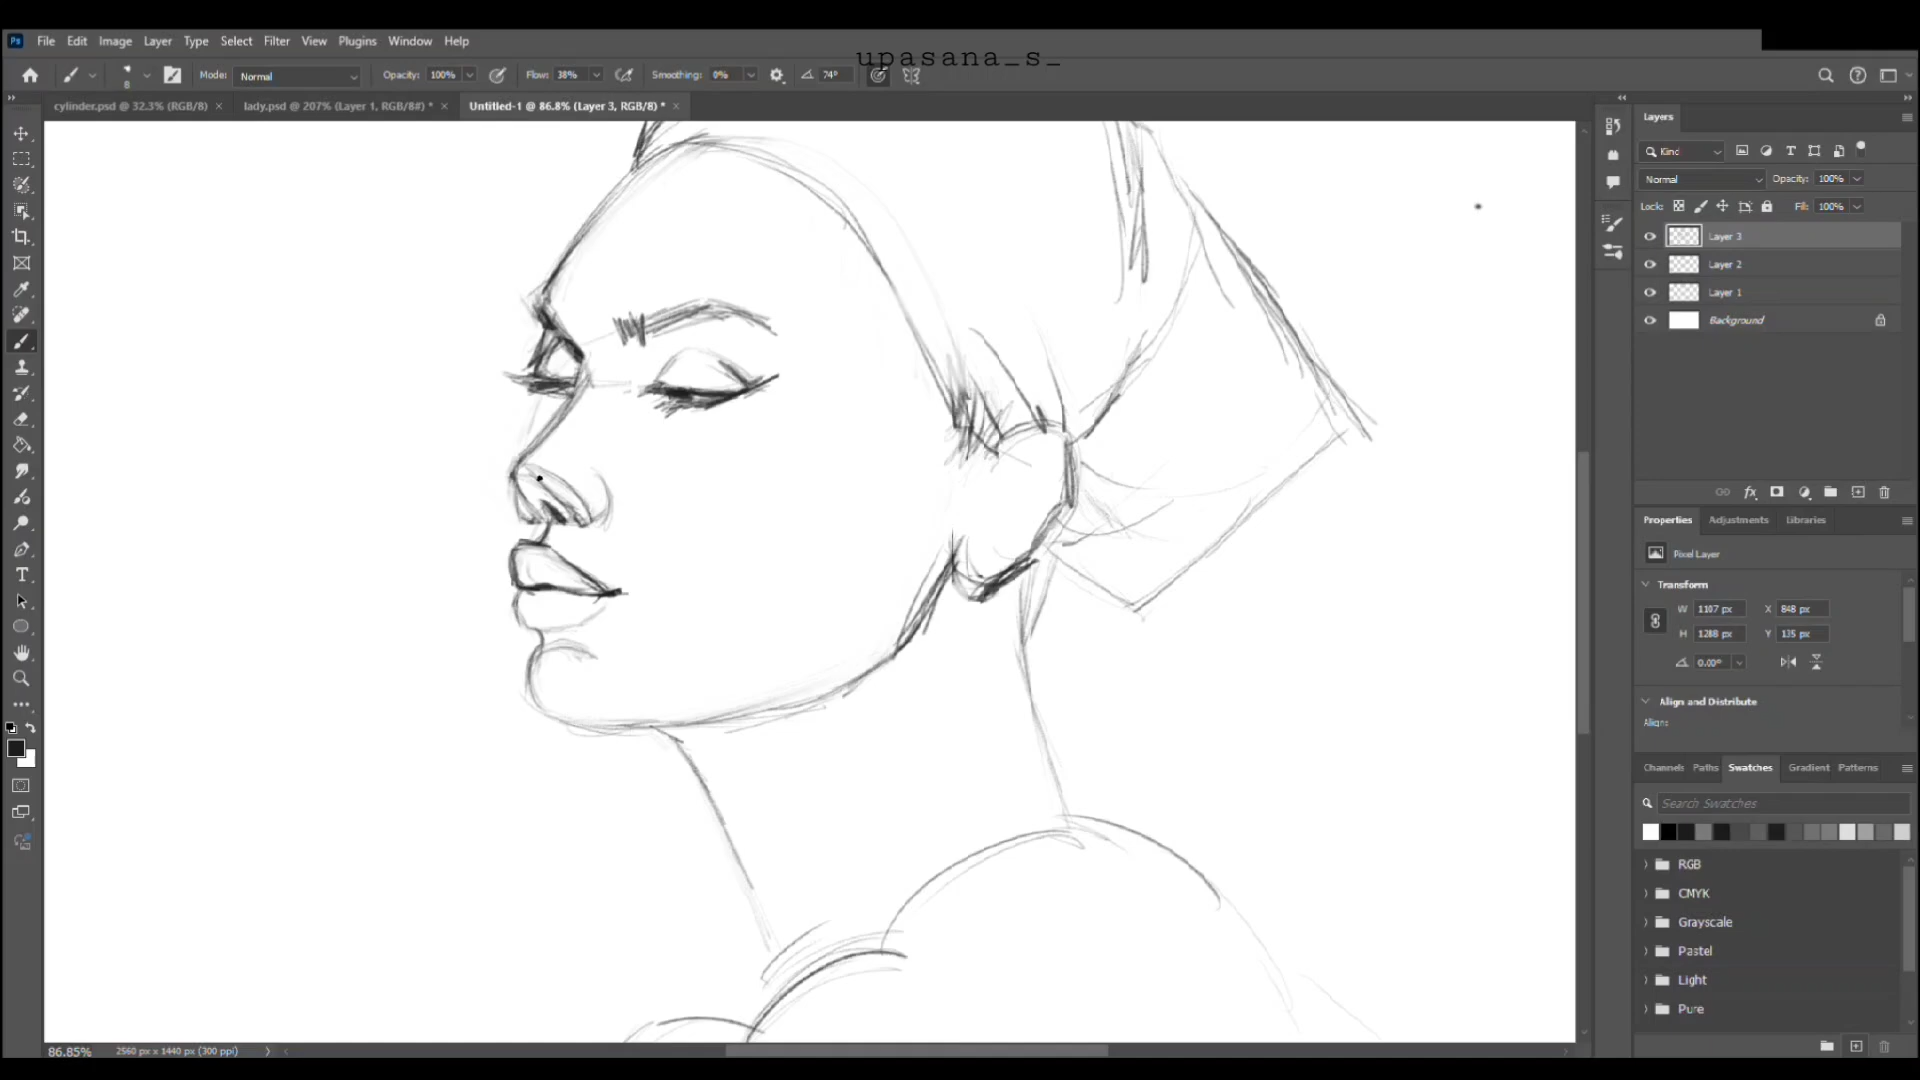 Ps File Edit Image Layer Type Select Filter View Plugins Window Help
upasana_s_
8 Mode: Normal Opacity: 100% Flow: 38% Smoothing: 0% 74°
cylinder.psd @ 32.3% (RGB/8) × lady.psd @ 207% (Layer 1, RGB/8#) * × Untitled-1 @ 86.8% (Layer 3, RGB/8) * ×
Layers
Kind
Normal Opacity: 100%
Lock: Fill: 100%
Layer 3
Layer 2
Layer 1
Background
Properties Adjustments Libraries
Pixel Layer
Transform
W 1107 px X 848 px
H 1288 px Y 135 px
0.00°
Align and Distribute
Align:
Channels Paths Swatches Gradient Patterns
Search Swatches
RGB
CMYK
Grayscale
Pastel
Light
Pure
86.85% 2560 px x 1440 px (300 ppi)